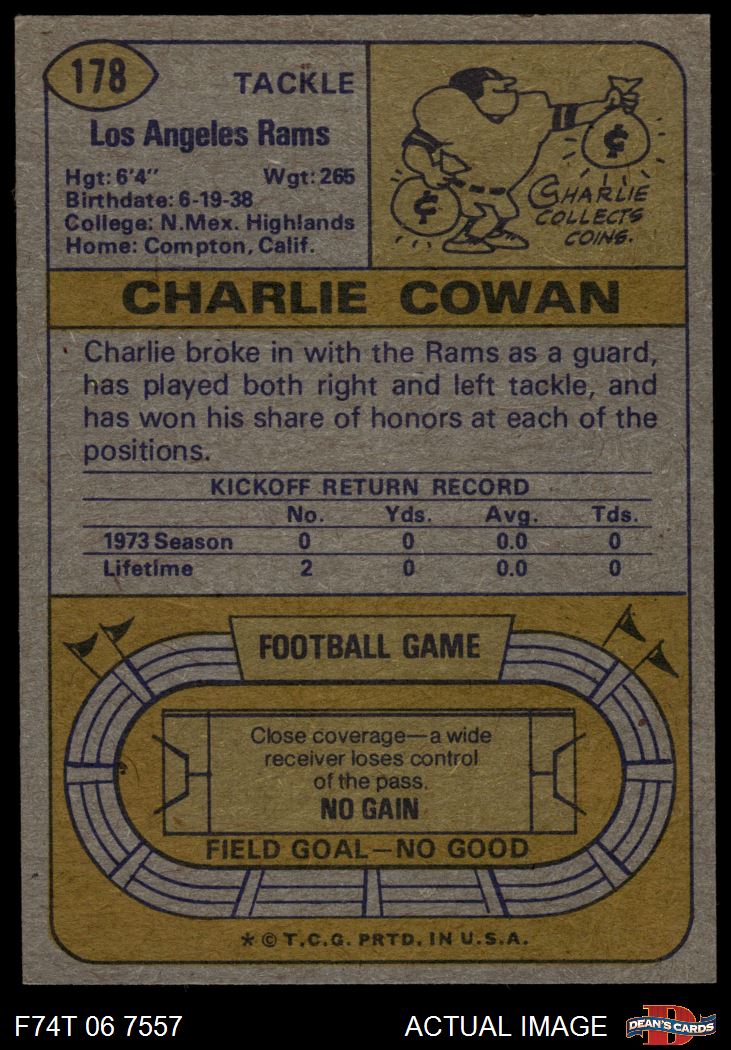 178
TACKLE
Los Angeles Rams
Hgt: 6'4" Wgt: 265
Birthdate: 6-19-38
College: N.Mex. Highlands
Home: Compton, Calif.
CHARLIE
COLLECTS
COINS.
CHARLIE COWAN
Charlie broke in with the Rams as a guard,
has played both right and left tackle, and
has won his share of honors at each of the
positions.
KICKOFF RETURN RECORD
No. Yds. Avg. Tds.
1973 Season 0 0 0.0 0
Lifetime 2 0 0.0 0
FOOTBALL GAME
Close coverage—a wide
receiver loses control
of the pass.
NO GAIN
FIELD GOAL—NO GOOD
* © T.C.G. PRTD. IN U.S.A.
F74T 06 7557 ACTUAL IMAGE
D
DEAN'S CARDS